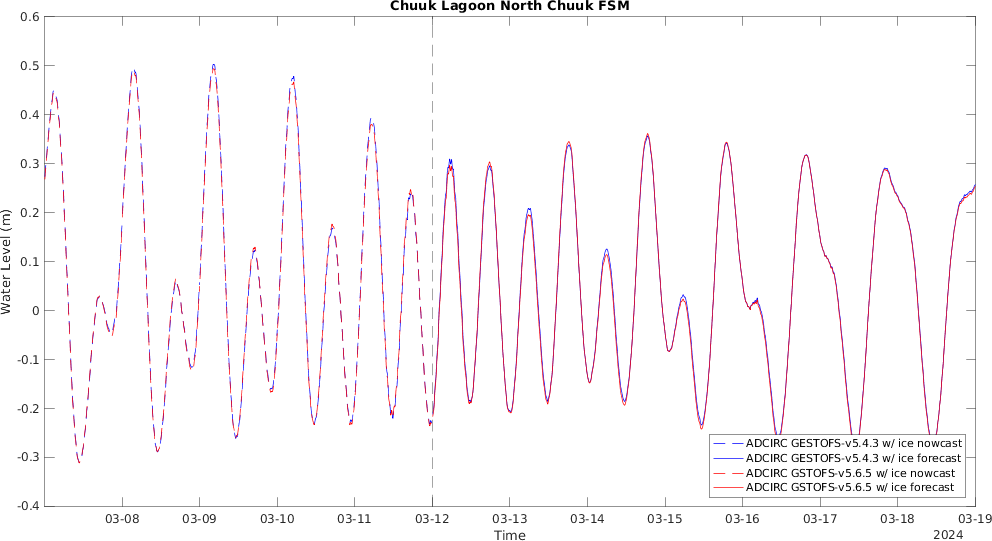 Chuuk Lagoon North Chuuk FSM
0.6
0.5
0.4
0.3
0.2
0.1
0
-0.1
-0.2
-0.3
-0.4
Water Level (m)
ADCIRC GESTOFS-v5.4.3 w/ ice nowcast
ADCIRC GESTOFS-v5.4.3 w/ ice forecast
ADCIRC GSTOFS-v5.6.5 w/ ice nowcast
ADCIRC GSTOFS-v5.6.5 w/ ice forecast
03-08 03-09 03-10 03-11 03-12 03-13 03-14 03-15 03-16 03-17 03-18 03-19
Time
2024